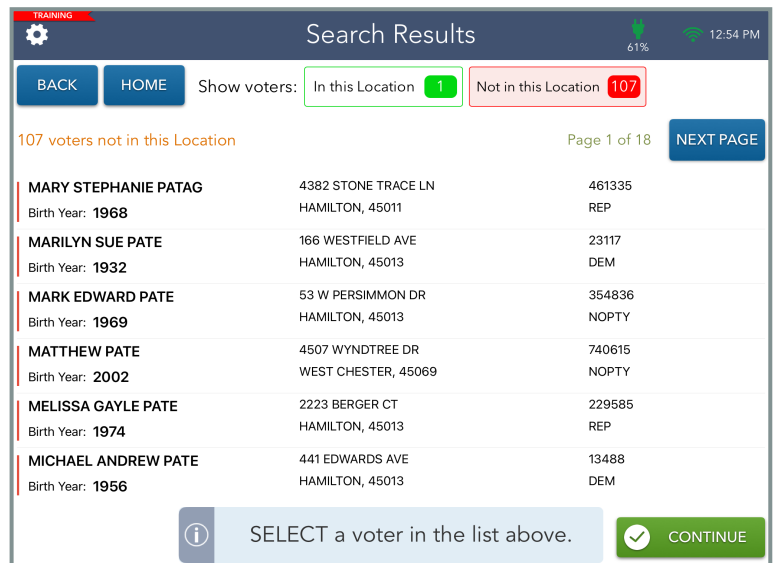 TRAINING
Search Results
61%
12:54 PM
BACK
HOME
Show voters:
In this Location 1
Not in this Location 107
107 voters not in this Location
Page 1 of 18
NEXT PAGE
MARY STEPHANIE PATAG
4382 STONE TRACE LN
461335
Birth Year: 1968
HAMILTON, 45011
REP
MARILYN SUE PATE
166 WESTFIELD AVE
23117
Birth Year: 1932
HAMILTON, 45013
DEM
MARK EDWARD PATE
53 W PERSIMMON DR
354836
Birth Year: 1969
HAMILTON, 45013
NOPTY
MATTHEW PATE
4507 WYNDTREE DR
740615
Birth Year: 2002
WEST CHESTER, 45069
NOPTY
MELISSA GAYLE PATE
2223 BERGER CT
229585
Birth Year: 1974
HAMILTON, 45013
REP
MICHAEL ANDREW PATE
441 EDWARDS AVE
13488
Birth Year: 1956
HAMILTON, 45013
DEM
SELECT a voter in the list above.
CONTINUE